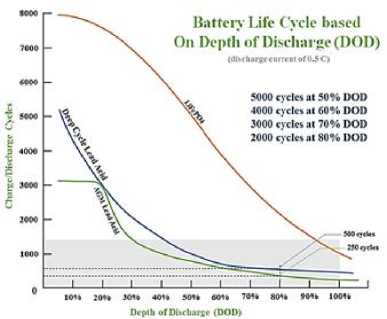 Battery Life Cycle based
On Depth of Discharge (DOD)
(discharge current of 0.5 C)
5000 cycles at 50% DOD
4000 cycles at 60% DOD
3000 cycles at 70% DOD
2000 cycles at 80% DOD
Charge/Discharge Cycles
8000
7000
6000
5000
4000
3000
2000
1000
0
Deep Cycle Lead Acid
AGM Lead Acid
LiFePO4
500 cycles
250 cycles
10% 20% 30% 40% 50% 60% 70% 80% 100%
Depth of Discharge (DOD)